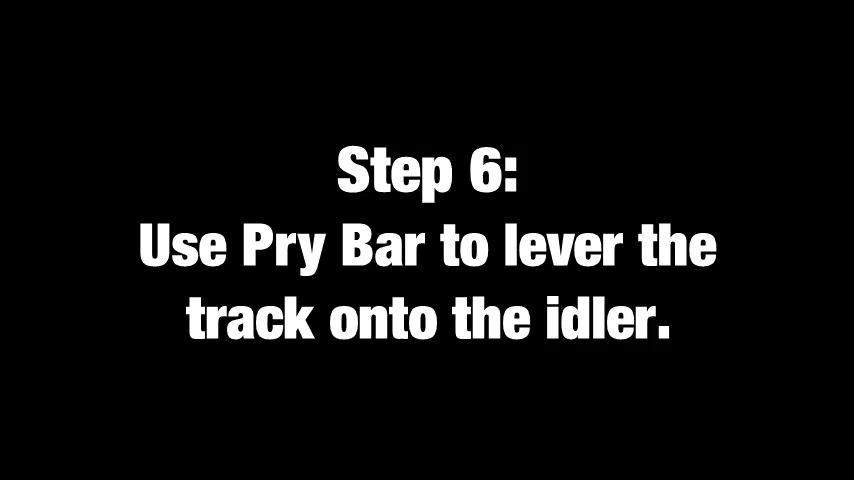 Step 6:
Use Pry Bar to lever the
track onto the idler.